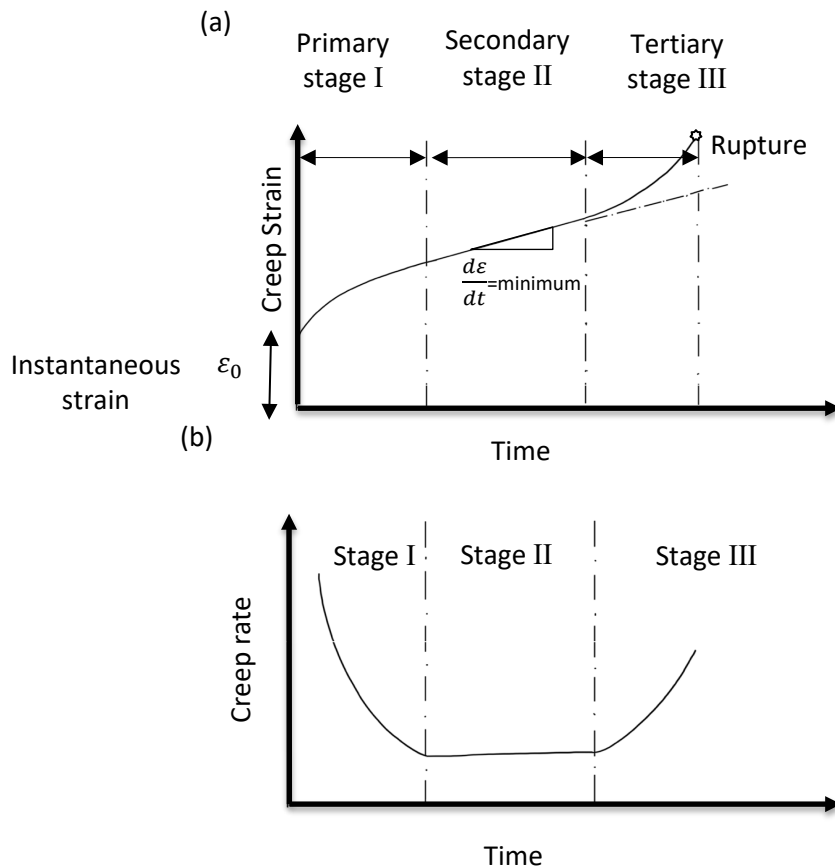 (a)
Primary
stage I
Secondary
stage II
Tertiary
stage III
Rupture
Creep Strain
dε
dt
=minimum
Instantaneous
strain
ε₀
Time
(b)
Stage I
Stage II
Stage III
Creep rate
Time